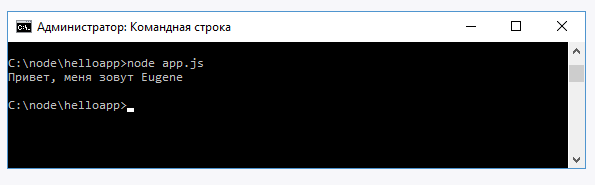 Администратор: Командная строка
C:\node\helloapp>node app.js
Привет, меня зовут Eugene
C:\node\helloapp>